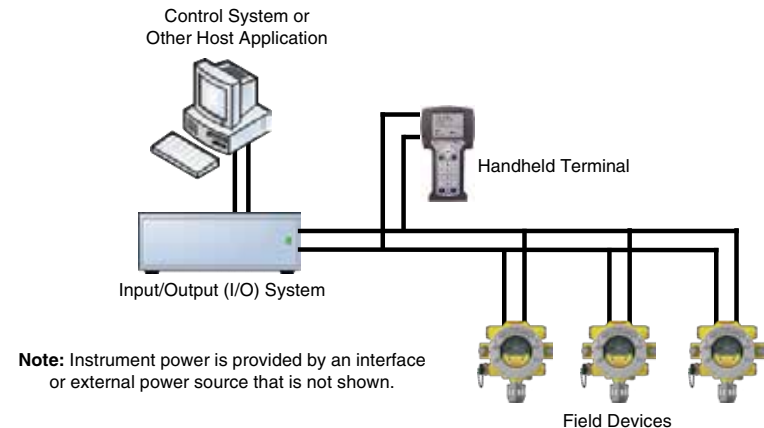 Control System or
Other Host Application
Handheld Terminal
Input/Output (I/O) System
Note: Instrument power is provided by an interface
or external power source that is not shown.
Field Devices